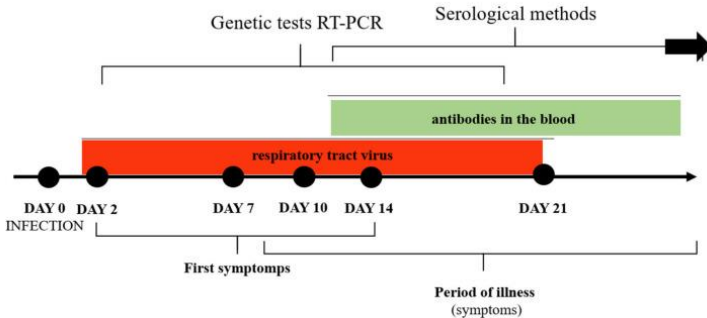 Serological methods
Genetic tests RT-PCR
antibodies in the blood
respiratory tract virus
DAY 0 DAY 2 DAY 7 DAY 10 DAY 14 DAY 21
INFECTION
First symptomps
Period of illness
(symptoms)